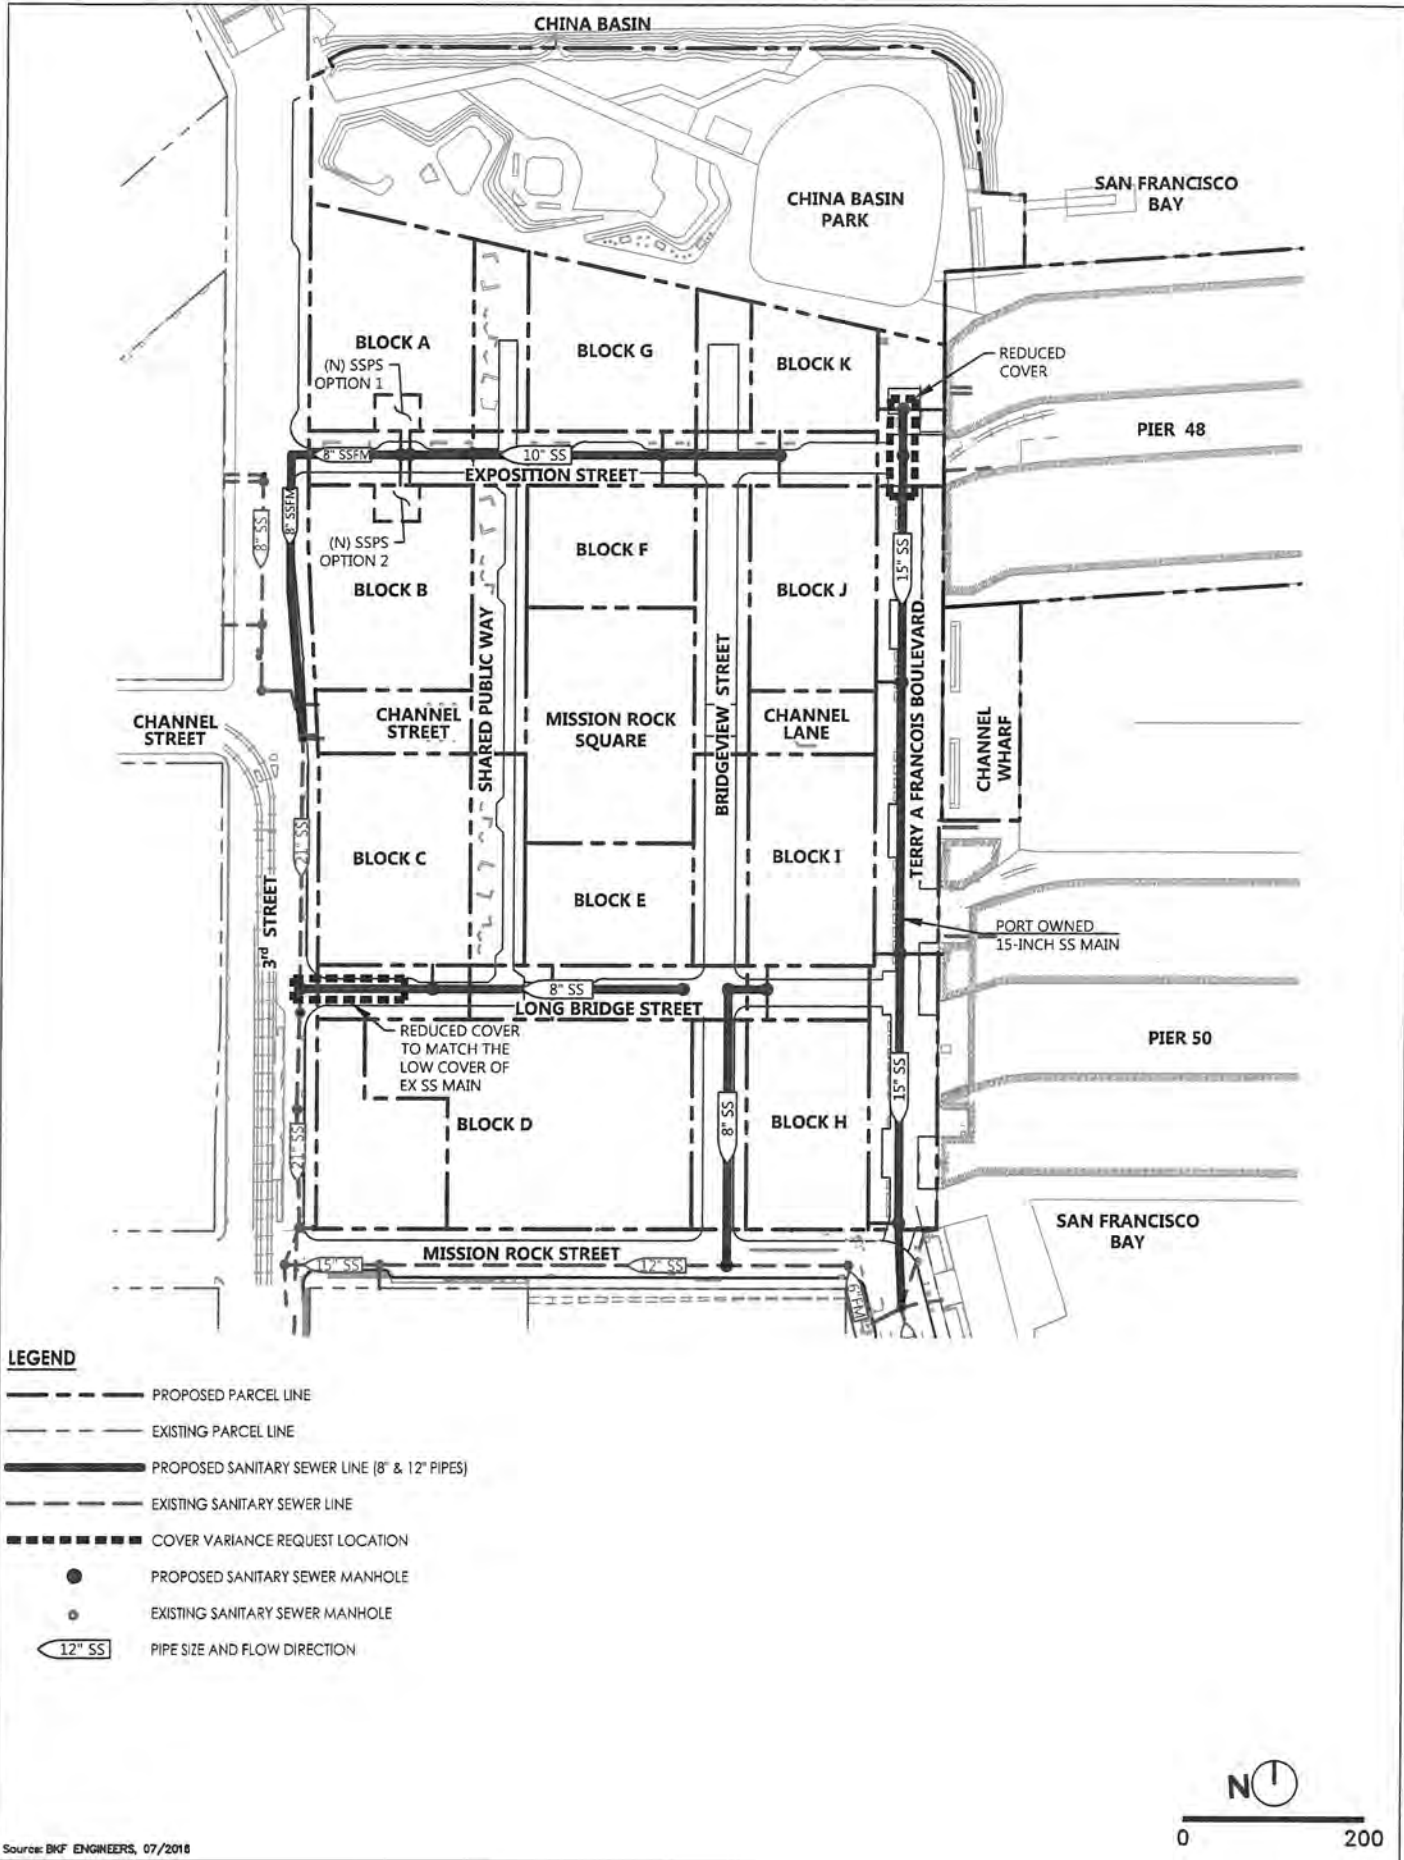 CHINA BASIN
SAN FRANCISCO
BAY
CHINA BASIN
PARK
BLOCK A
(N) SSPS
OPTION 1
BLOCK G
BLOCK K
REDUCED
COVER
PIER 48
8" SSFM
10" SS
EXPOSITION STREET
8" SSFM
8" SS
(N) SSPS
OPTION 2
BLOCK B
BLOCK F
BLOCK J
15" SS
SHARED PUBLIC WAY
BRIDGEVIEW STREET
TERRY A FRANCOIS BOULEVARD
CHANNEL
STREET
CHANNEL
STREET
MISSION ROCK
SQUARE
CHANNEL
LANE
CHANNEL
WHARF
21" SS
BLOCK C
BLOCK I
BLOCK E
3rd STREET
PORT OWNED
15-INCH SS MAIN
8" SS
LONG BRIDGE STREET
REDUCED COVER
TO MATCH THE
LOW COVER OF
EX SS MAIN
PIER 50
15" SS
21" SS
BLOCK D
8" SS
BLOCK H
SAN FRANCISCO
BAY
MISSION ROCK STREET
15" SS
12" SS
6" FM
LEGEND
PROPOSED PARCEL LINE
EXISTING PARCEL LINE
PROPOSED SANITARY SEWER LINE (8" & 12" PIPES)
EXISTING SANITARY SEWER LINE
COVER VARIANCE REQUEST LOCATION
PROPOSED SANITARY SEWER MANHOLE
EXISTING SANITARY SEWER MANHOLE
12" SS PIPE SIZE AND FLOW DIRECTION
N
0 200
Source: BKF ENGINEERS, 07/2018